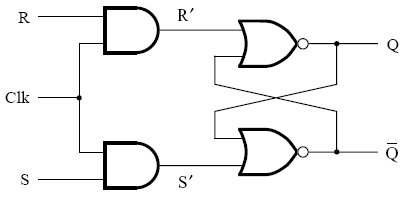 R R′ Q
Clk
S S′ Q̅